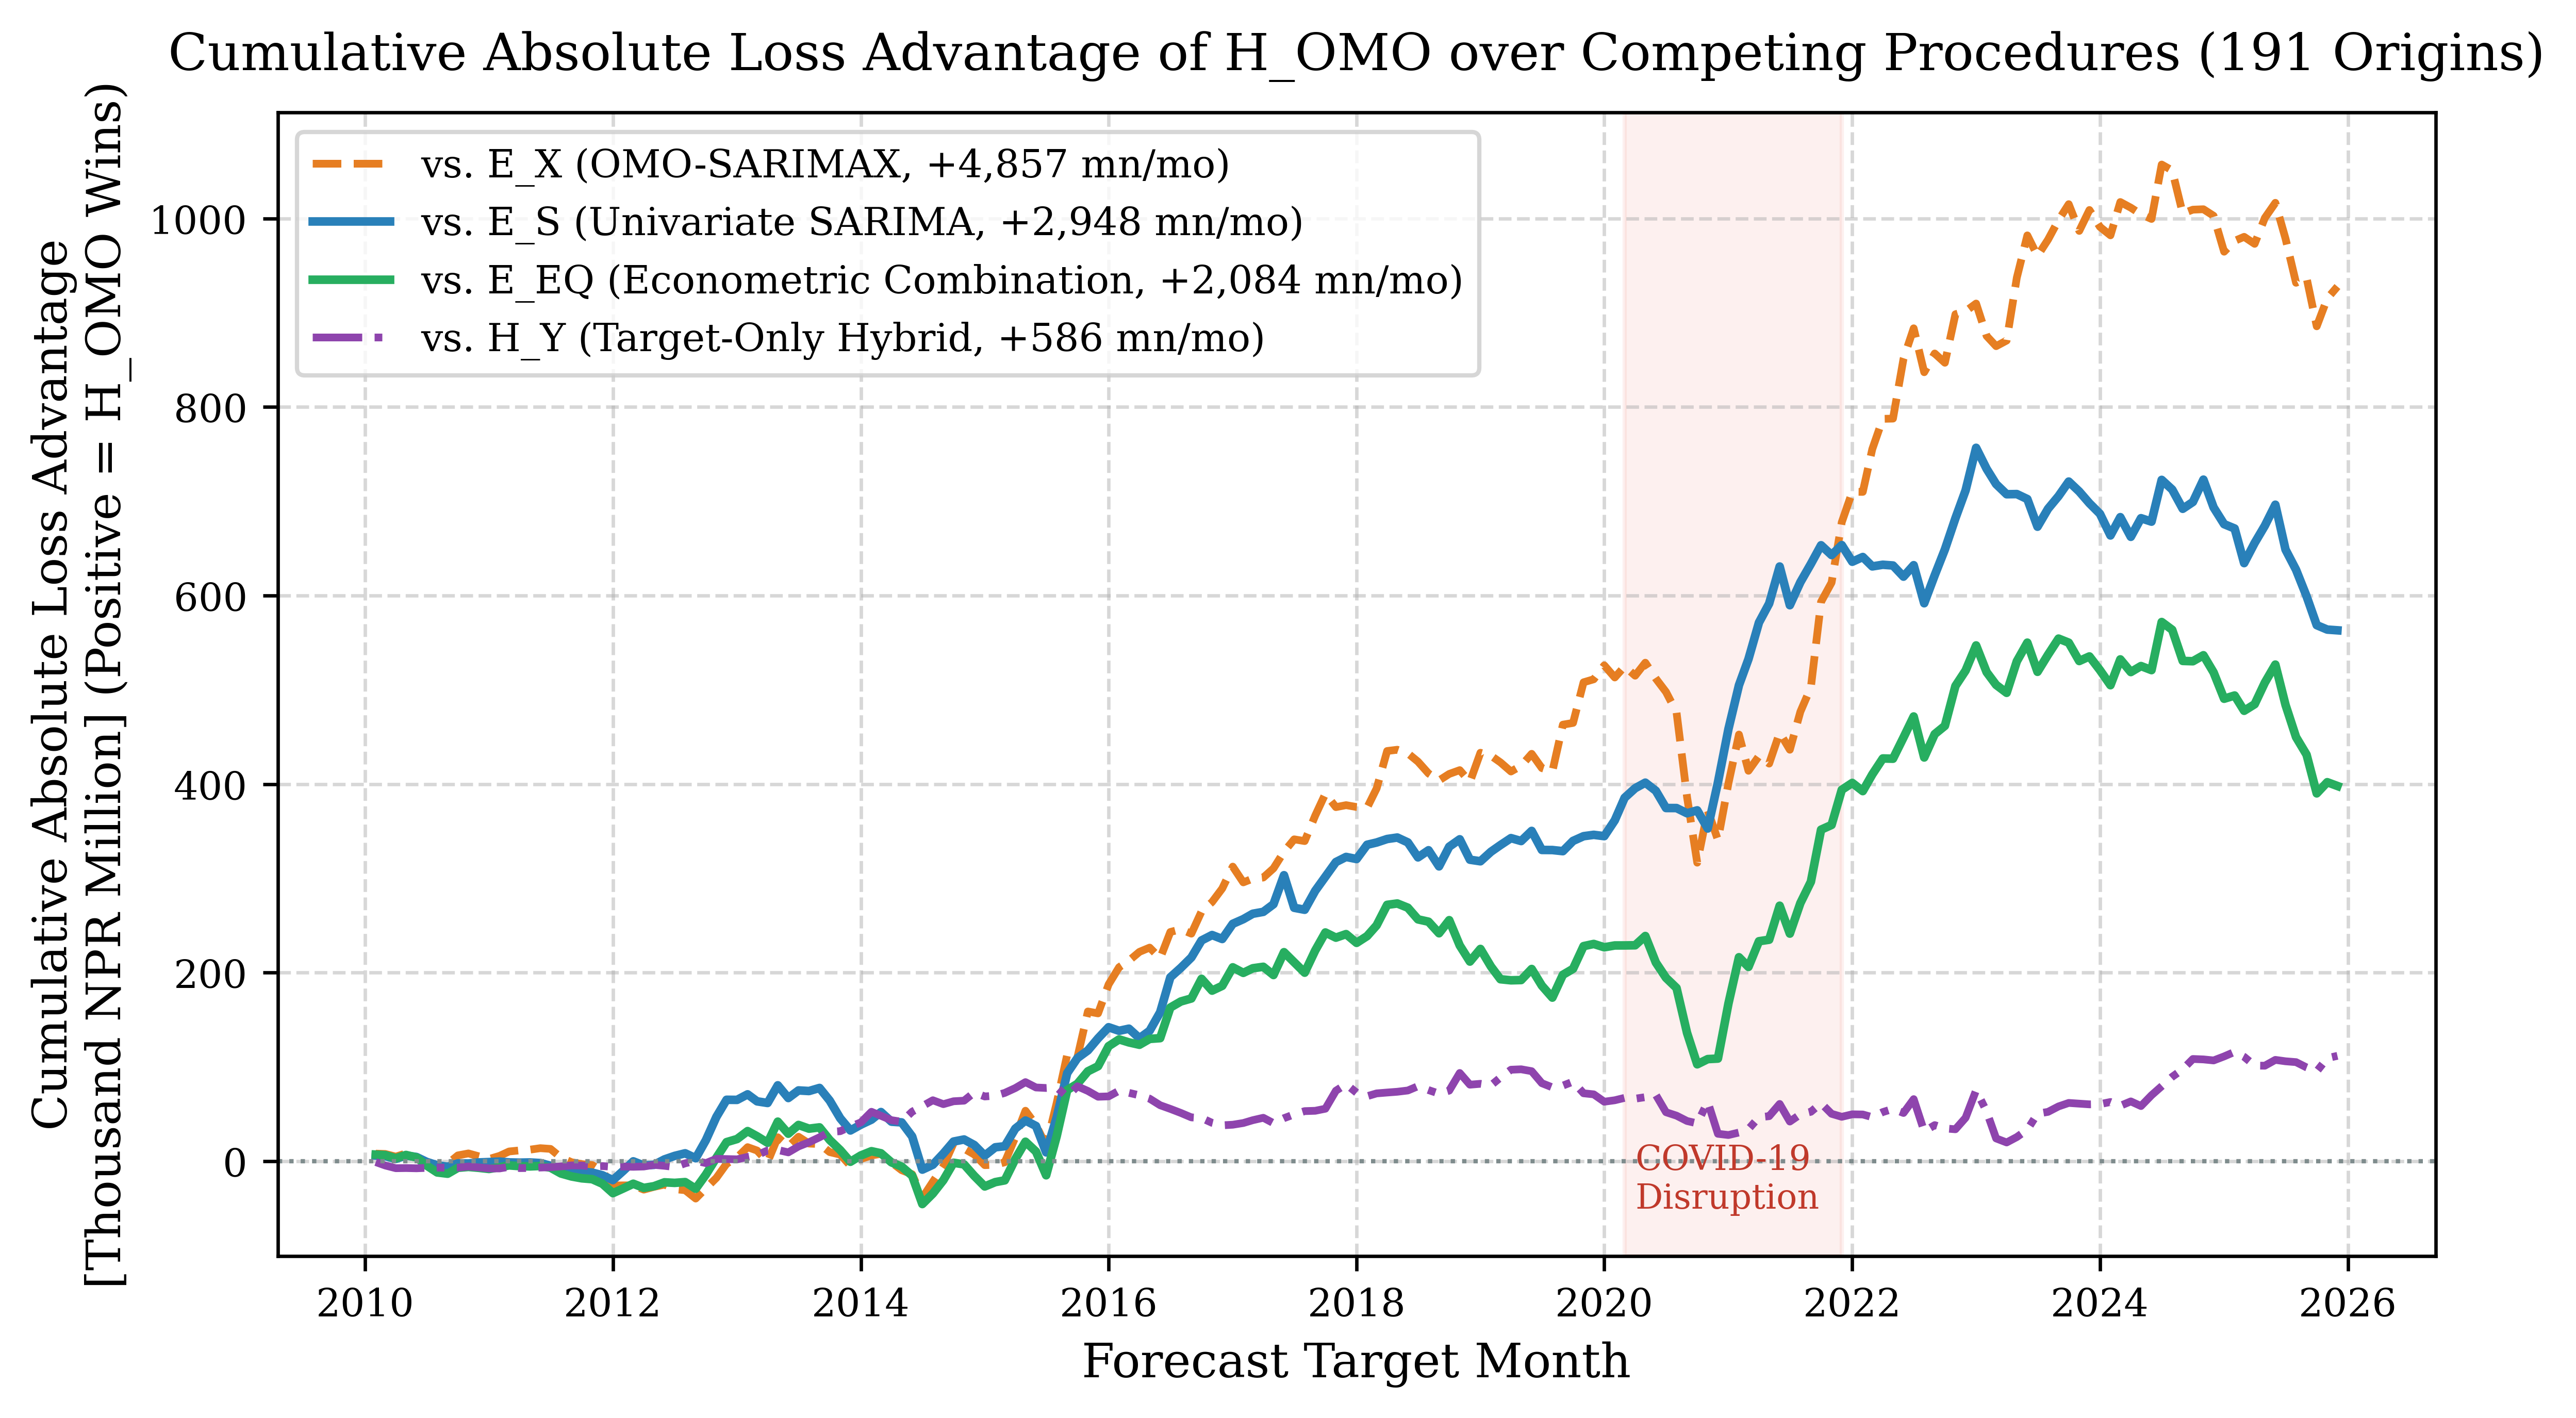 Cumulative Absolute Loss Advantage of H_OMO over Competing Procedures (191 Origins)
Cumulative Absolute Loss Advantage
[Thousand NPR Million] (Positive = H_OMO Wins)
vs. E_X (OMO-SARIMAX, +4,857 mn/mo)
vs. E_S (Univariate SARIMA, +2,948 mn/mo)
vs. E_EQ (Econometric Combination, +2,084 mn/mo)
vs. H_Y (Target-Only Hybrid, +586 mn/mo)
1000
800
600
400
200
0
COVID-19
Disruption
2010 2012 2014 2016 2018 2020 2022 2024 2026
Forecast Target Month